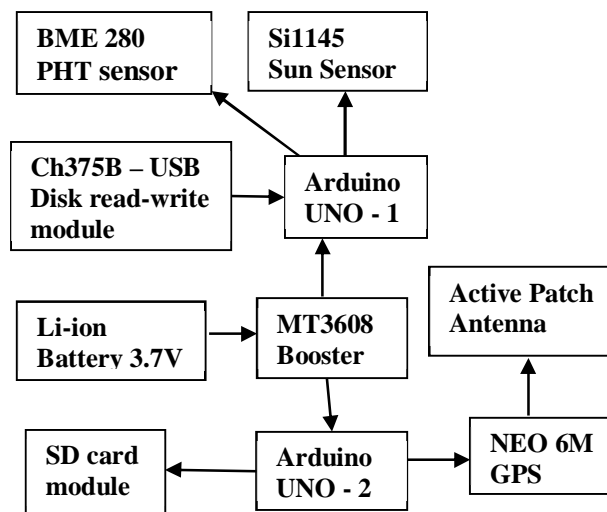 BME 280
PHT sensor
Si1145
Sun Sensor
Ch375B – USB
Disk read-write
module
Arduino
UNO - 1
Li-ion
Battery 3.7V
MT3608
Booster
Active Patch
Antenna
SD card
module
Arduino
UNO - 2
NEO 6M
GPS